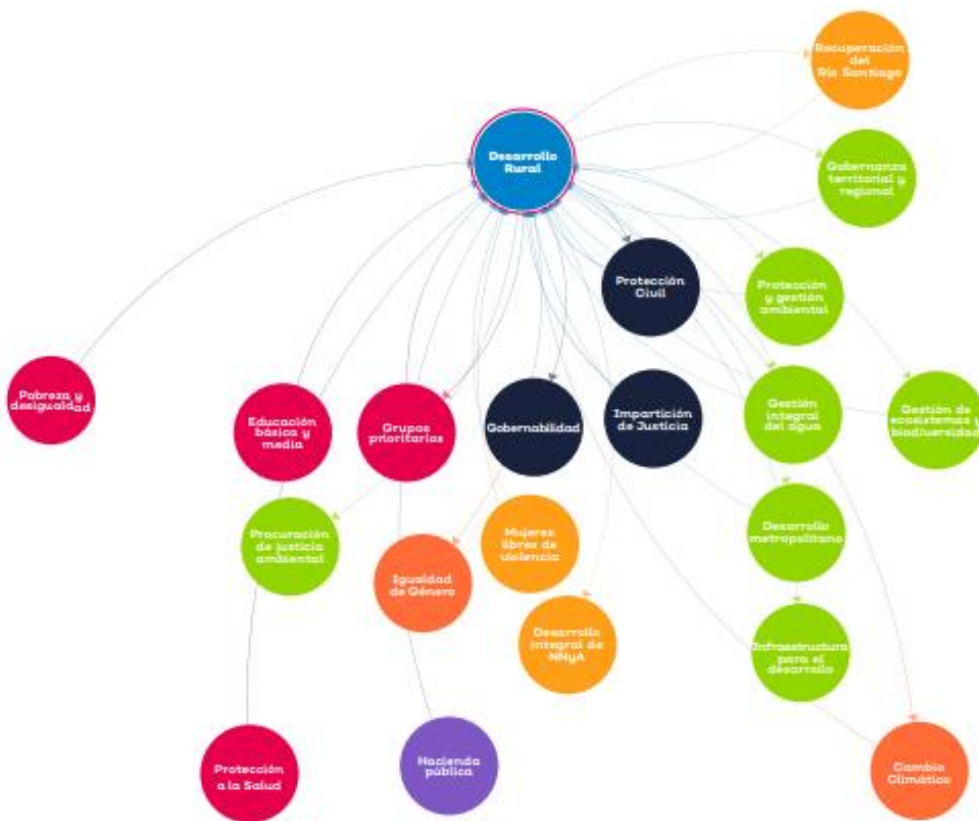 Recuperación
del
Río Santiago
Desarrollo
Rural
Gobernanza
territorial y
regional
Protección
Civil
Protección
y gestión
ambiental
Pobreza y
desigualdad
Educación
básica y
media
Grupos
prioritarios
Gobernabilidad
Impartición
de Justicia
Gestión
integral
del agua
Gestión de
ecosistemas y
biodiversidad
Procuración
de justicia
ambiental
Mujeres
libres de
violencia
Desarrollo
metropolitano
Igualdad
de Género
Desarrollo
integral de
NNyA
Infraestructura
para el
desarrollo
Protección
a la Salud
Hacienda
pública
Cambio
Climático